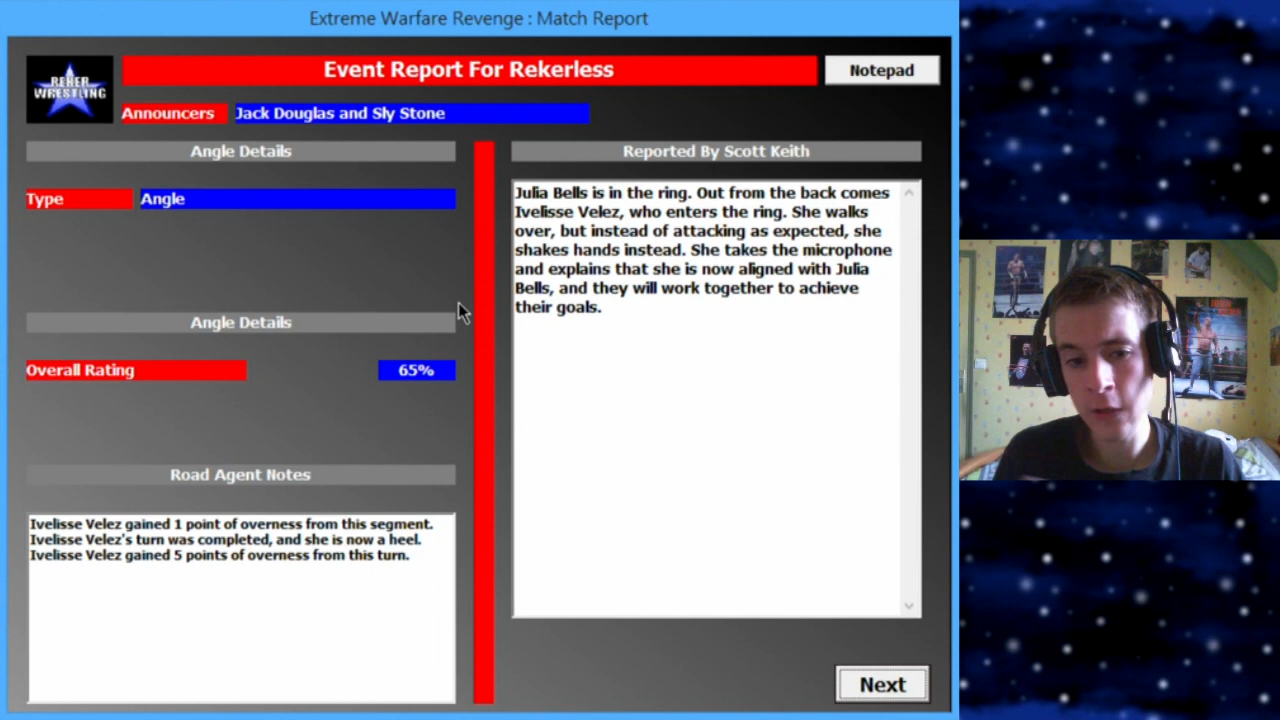 Extreme Warfare Revenge : Match Report
REKER
WRESTLING
Event Report For Rekerless
Notepad
Announcers
Jack Douglas and Sly Stone
Angle Details
Type
Angle
Angle Details
Overall Rating
65%
Road Agent Notes
Ivelisse Velez gained 1 point of overness from this segment.
Ivelisse Velez's turn was completed, and she is now a heel.
Ivelisse Velez gained 5 points of overness from this turn.
Reported By Scott Keith
Julia Bells is in the ring. Out from the back comes
Ivelisse Velez, who enters the ring. She walks
over, but instead of attacking as expected, she
shakes hands instead. She takes the microphone
and explains that she is now aligned with Julia
Bells, and they will work together to achieve
their goals.
Next